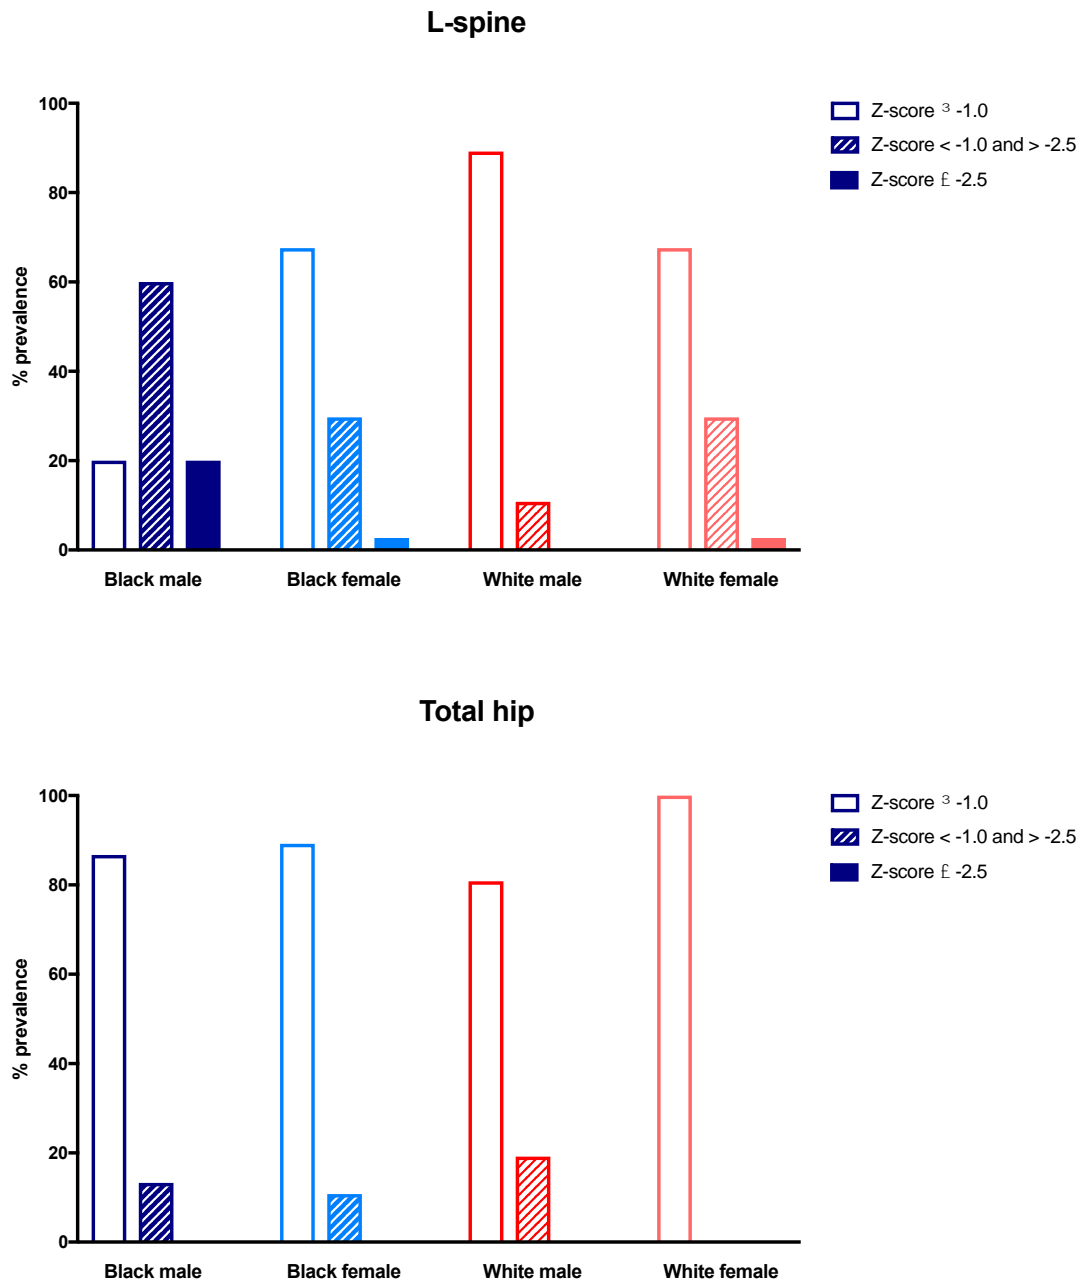 L-spine
100
80
60
40
20
0
% prevalence
Black male
Black female
White male
White female
Z-score ³ -1.0
Z-score < -1.0 and > -2.5
Z-score £ -2.5
Total hip
100
80
60
40
20
0
% prevalence
Black male
Black female
White male
White female
Z-score ³ -1.0
Z-score < -1.0 and > -2.5
Z-score £ -2.5